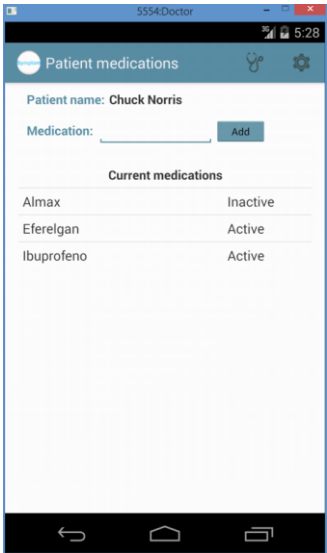 5554:Doctor
3G 5:28
Patient medications
Patient name: Chuck Norris
Medication: Add
Current medications
Almax Inactive
Eferelgan Active
Ibuprofeno Active